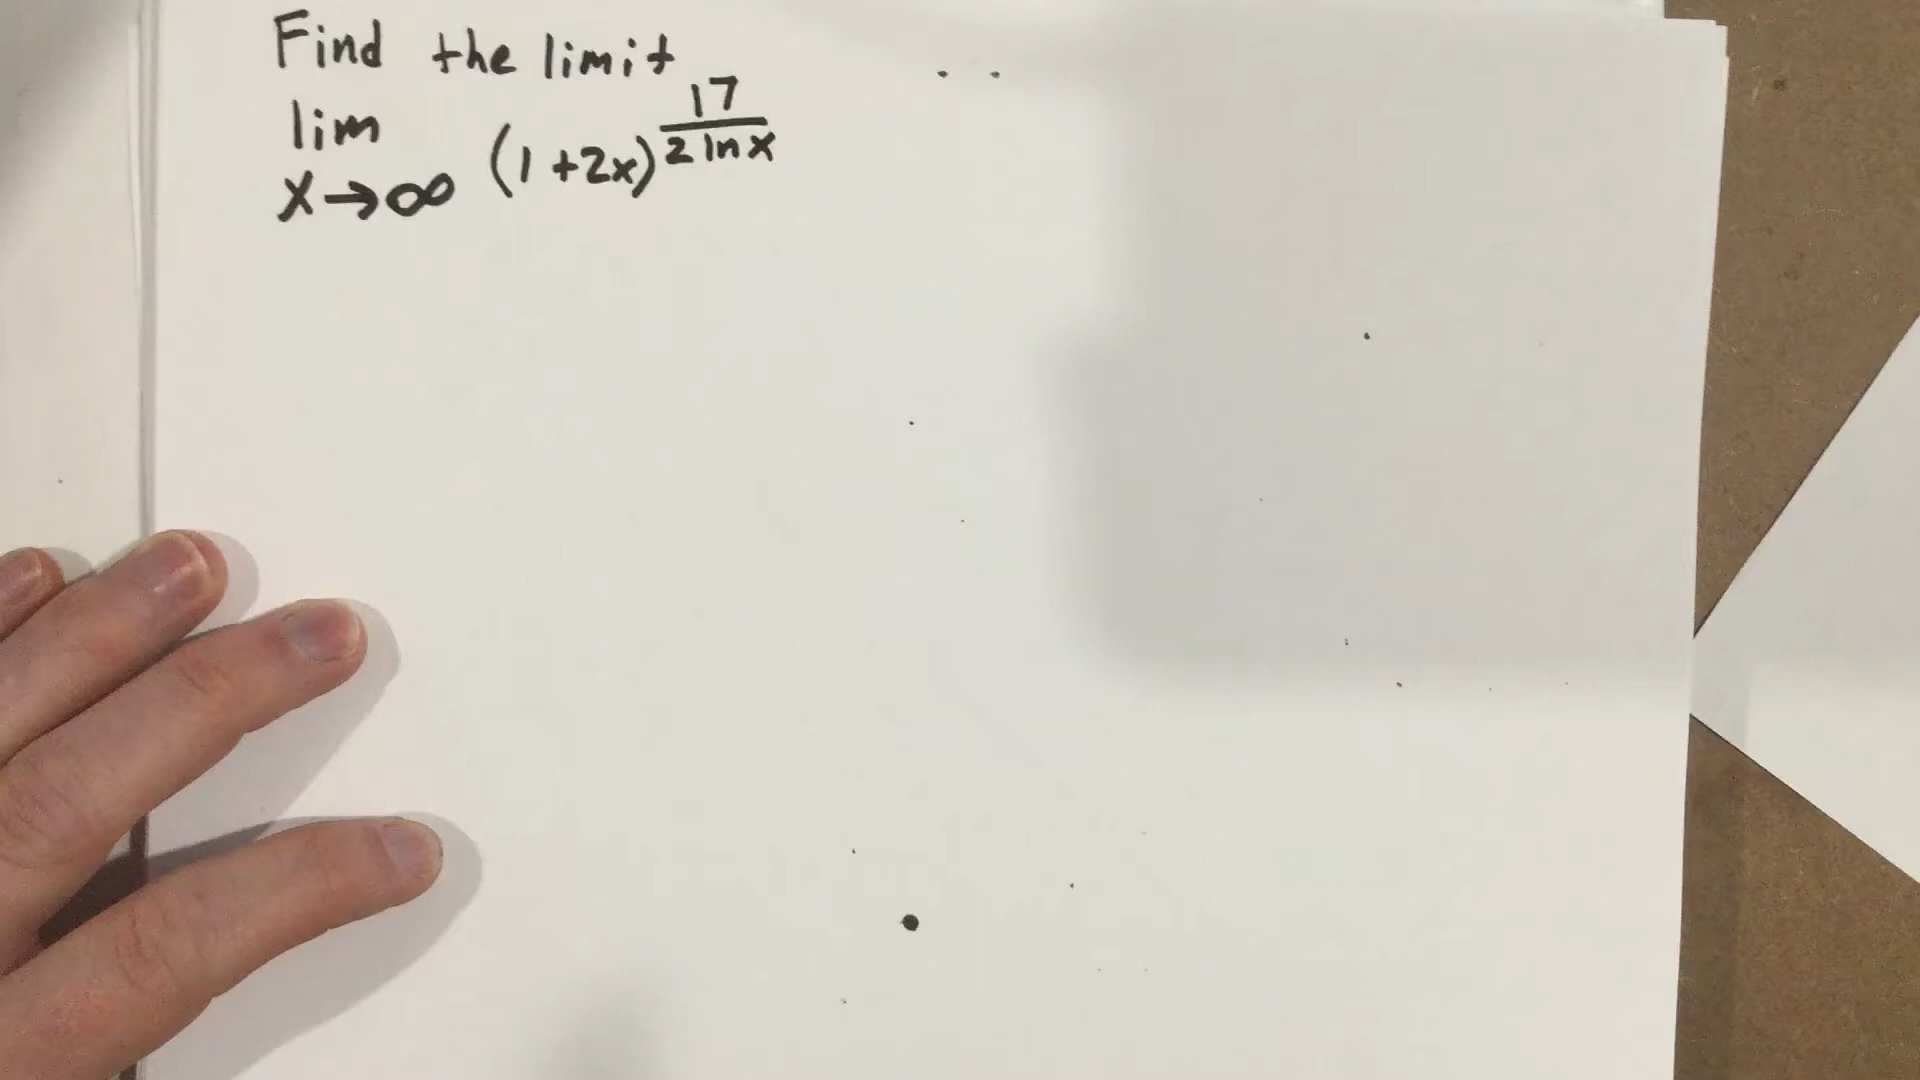 Find the limit
lim x→∞ (1+2x)^(17/(2 ln x))